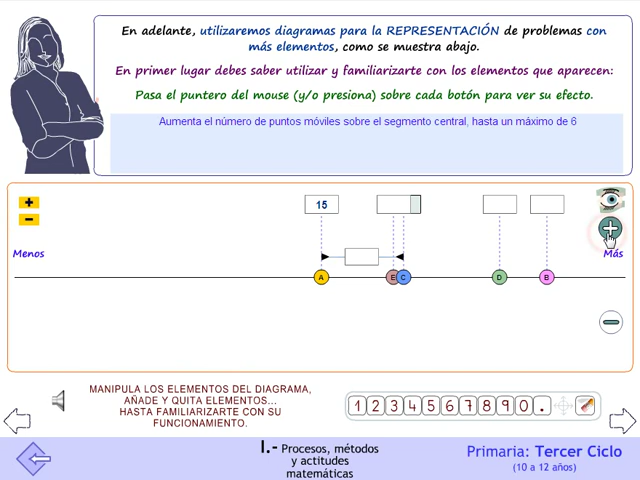 En adelante, utilizaremos diagramas para la REPRESENTACIÓN de problemas con
más elementos, como se muestra abajo.
En primer lugar debes saber utilizar y familiarizarte con los elementos que aparecen:
Pasa el puntero del mouse (y/o presiona) sobre cada botón para ver su efecto.
Aumenta el número de puntos móviles sobre el segmento central, hasta un máximo de 6
+
−
15
Menos
Más
A
E
C
D
B
MANIPULA LOS ELEMENTOS DEL DIAGRAMA,
AÑADE Y QUITA ELEMENTOS...
HASTA FAMILIARIZARTE CON SU
FUNCIONAMIENTO.
1 2 3 4 5 6 7 8 9 0 .
I.- Procesos, métodos
y actitudes
matemáticas
Primaria: Tercer Ciclo
(10 a 12 años)